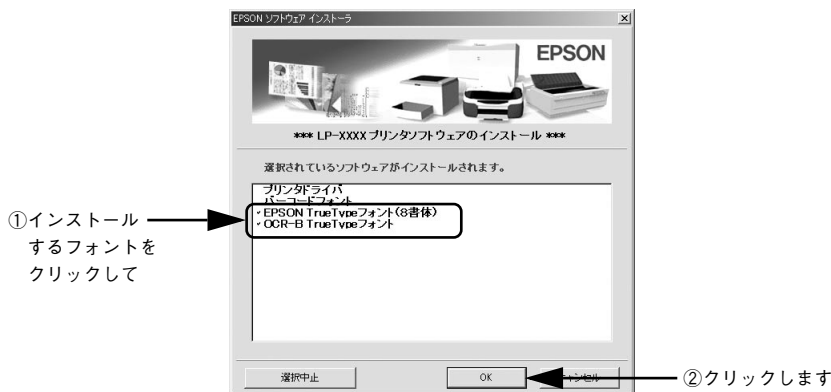 EPSON ソフトウェア インストーラ
EPSON
*** LP-XXXX プリンタソフトウェアのインストール ***
選択されているソフトウェアがインストールされます。
プリンタドライバ
バーコードフォント
EPSON TrueTypeフォント(8書体)
OCR-B TrueTypeフォント
①インストール
するフォントを
クリックして
選択中止
OK
キャンセル
②クリックします